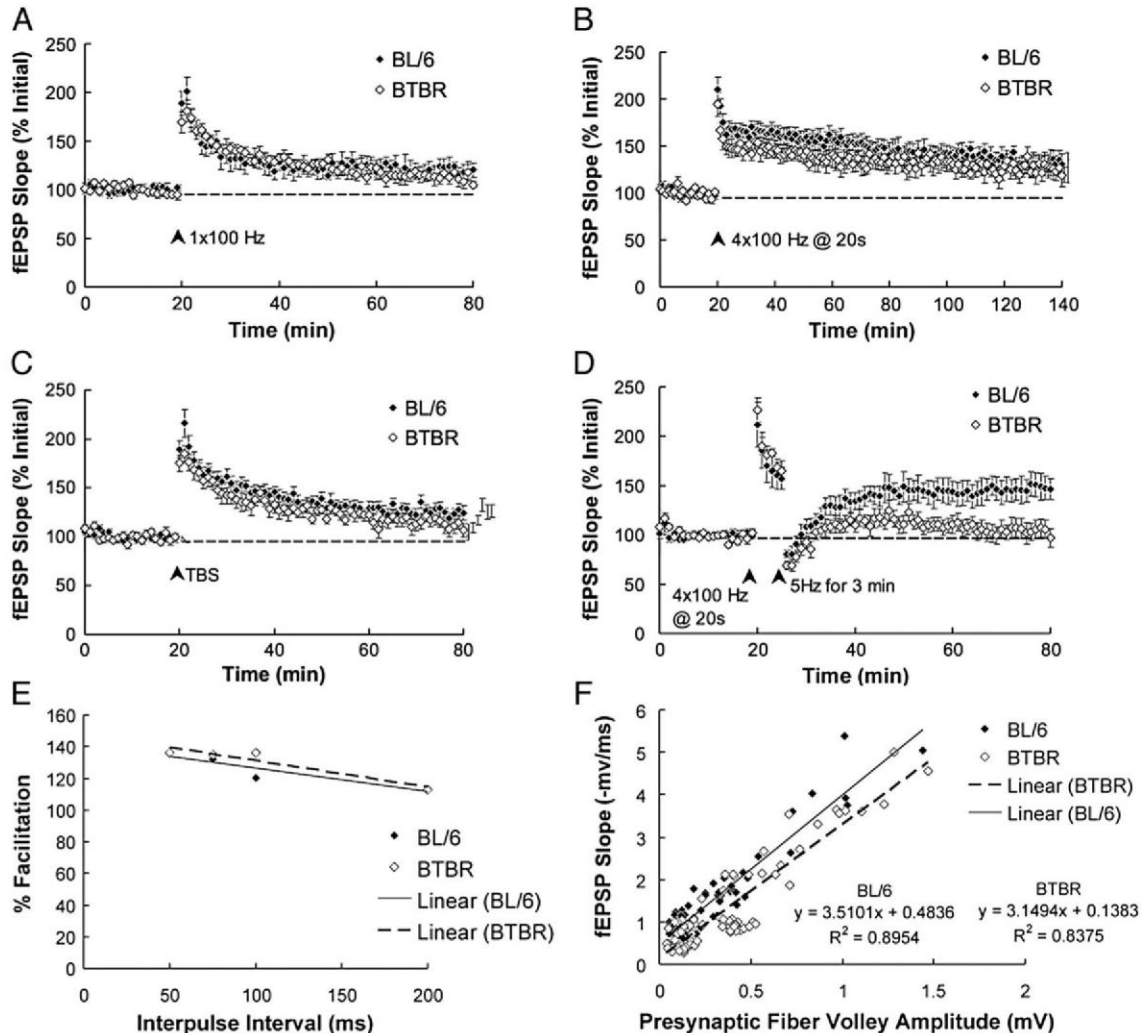 A
fEPSP Slope (% Initial)
250
200
150
100
50
0
BL/6
BTBR
1x100 Hz
0 20 40 60 80
Time (min)
B
fEPSP Slope (% Initial)
250
200
150
100
50
0
BL/6
BTBR
4x100 Hz @ 20s
0 20 40 60 80 100 120 140
Time (min)
C
fEPSP Slope (% Initial)
250
200
150
100
50
0
BL/6
BTBR
TBS
0 20 40 60 80
Time (min)
D
fEPSP Slope (% Initial)
250
200
150
100
50
0
BL/6
BTBR
4x100 Hz
@ 20s
5Hz for 3 min
0 20 40 60 80
Time (min)
E
% Facilitation
160
140
120
100
80
60
40
20
0
BL/6
BTBR
Linear (BL/6)
Linear (BTBR)
0 50 100 150 200
Interpulse Interval (ms)
F
fEPSP Slope (-mv/ms)
6
5
4
3
2
1
0
BL/6
BTBR
Linear (BTBR)
Linear (BL/6)
BL/6
y = 3.5101x + 0.4836
R² = 0.8954
BTBR
y = 3.1494x + 0.1383
R² = 0.8375
0 0.5 1 1.5 2
Presynaptic Fiber Volley Amplitude (mV)